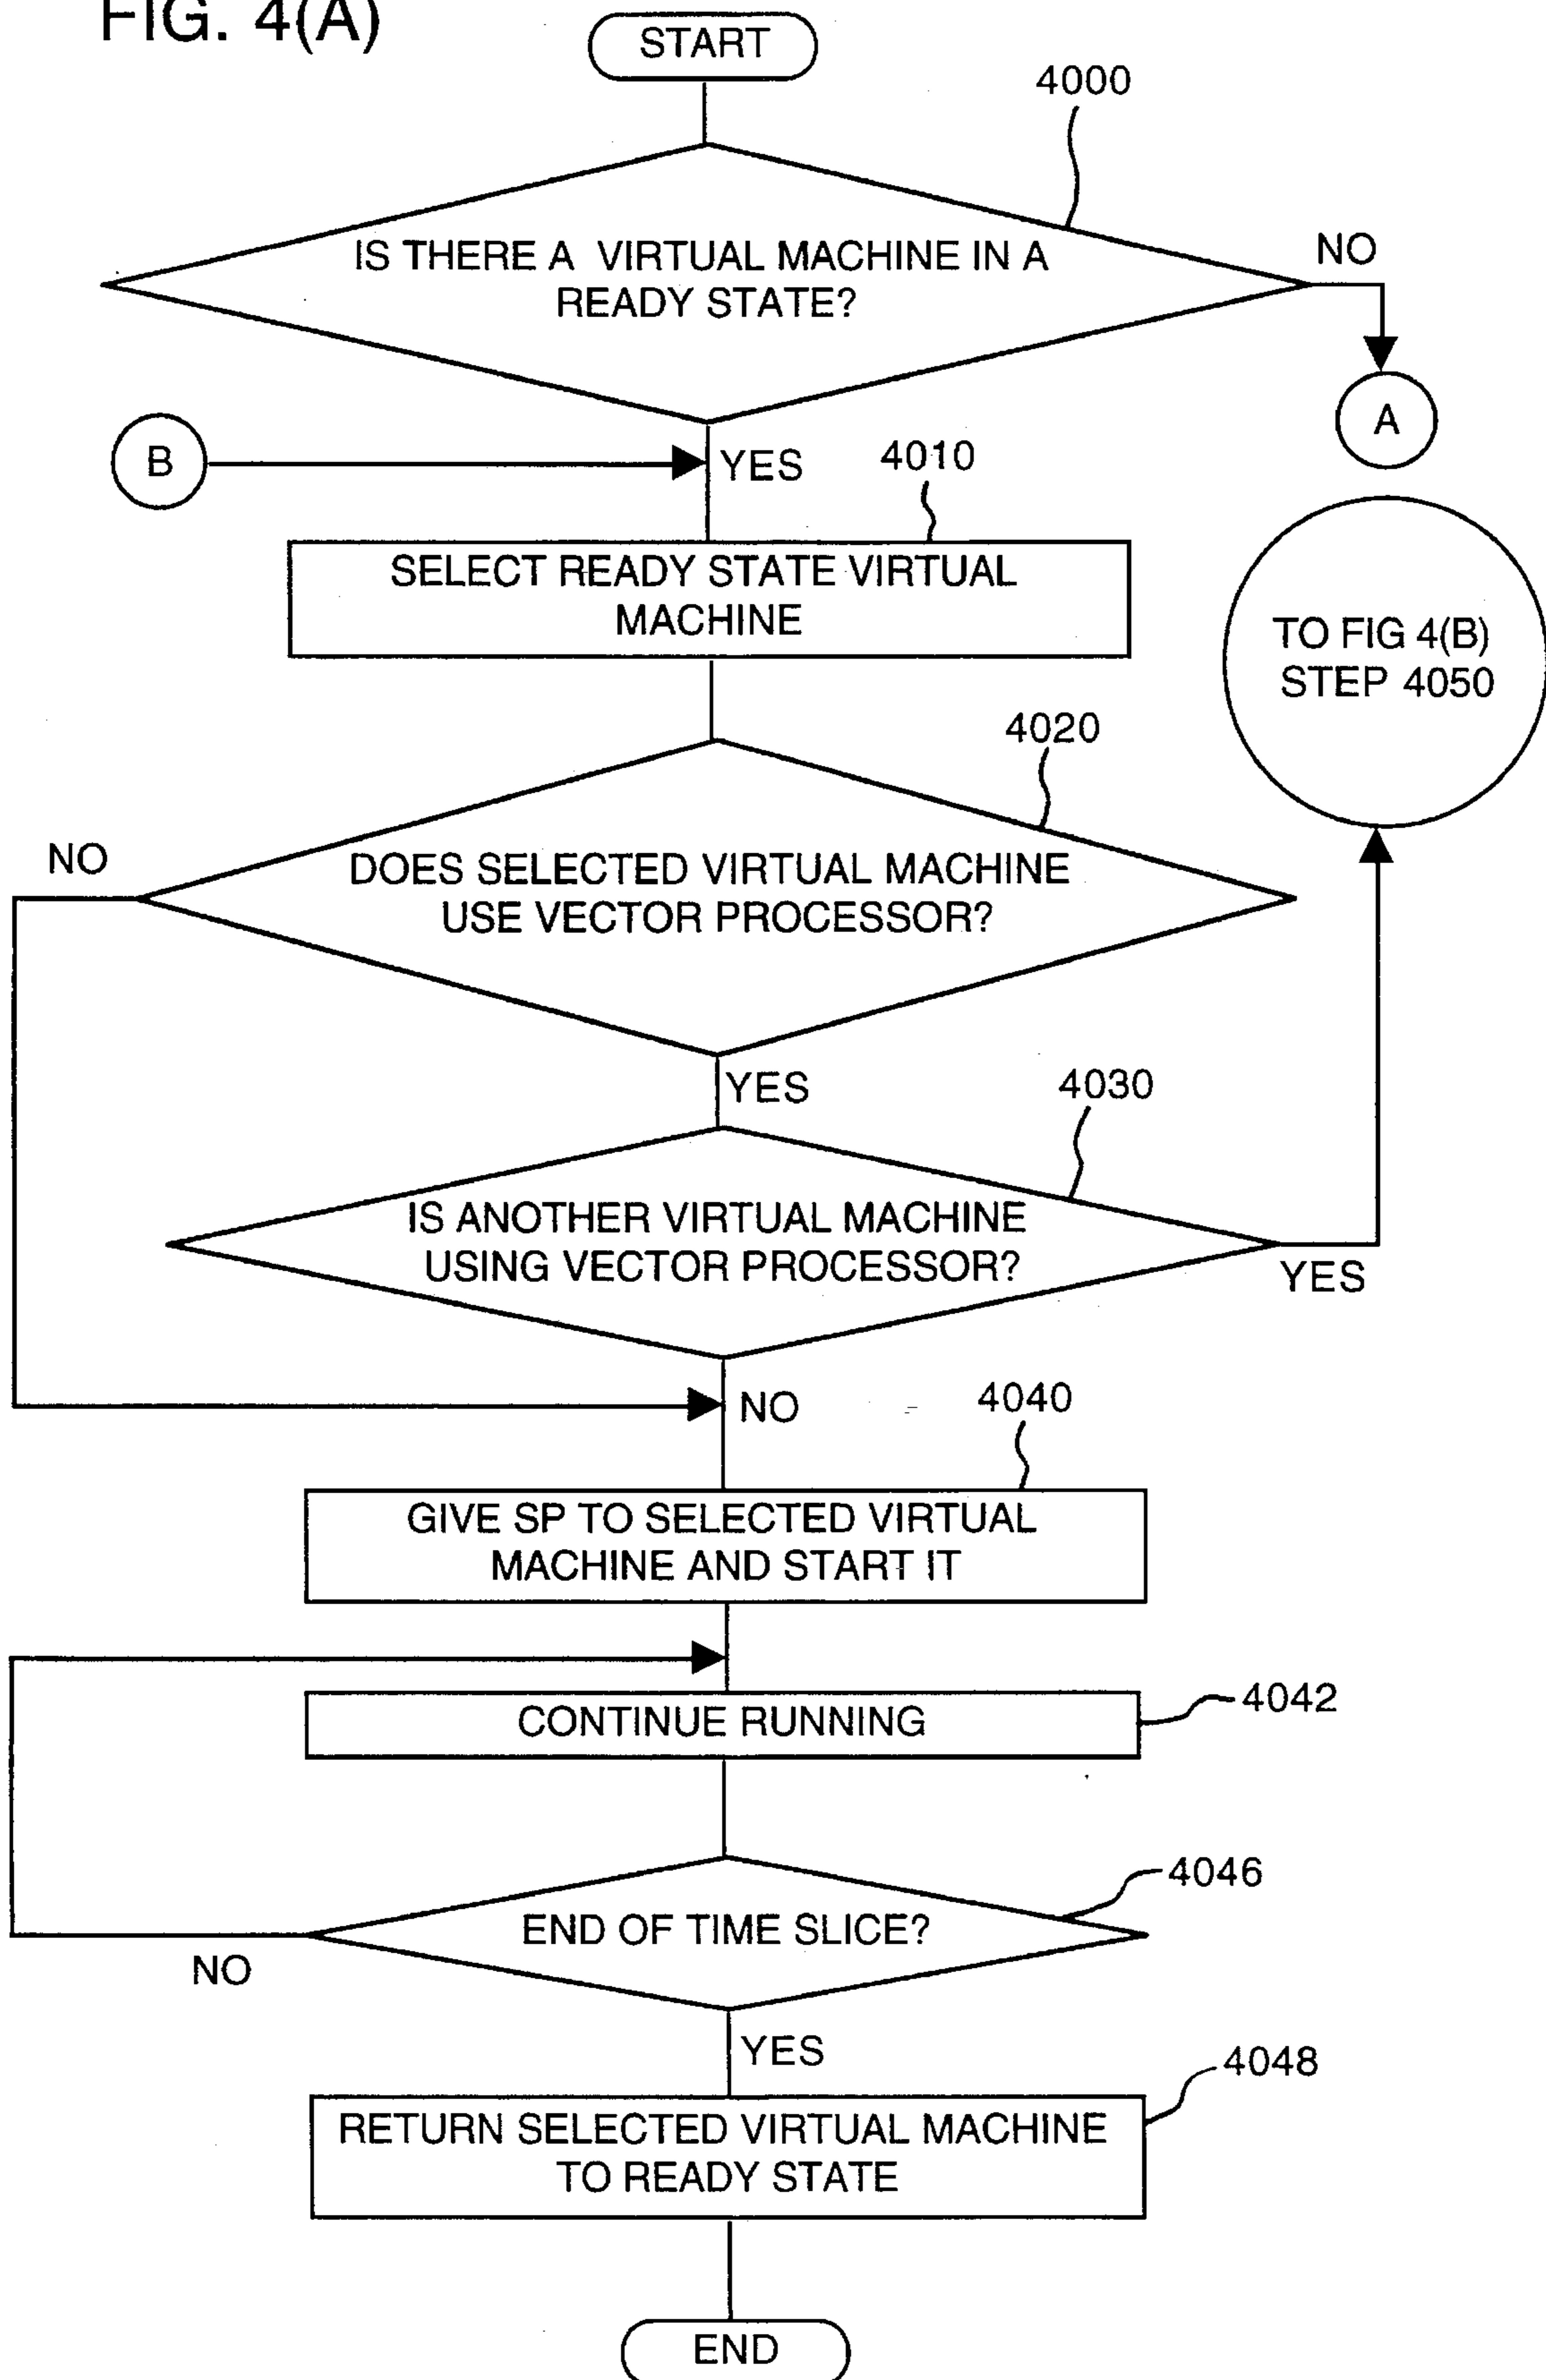 FIG. 4(A)
START
4000
IS THERE A VIRTUAL MACHINE IN A
READY STATE?
NO
A
B
YES
4010
SELECT READY STATE VIRTUAL
MACHINE
TO FIG 4(B)
STEP 4050
4020
NO
DOES SELECTED VIRTUAL MACHINE
USE VECTOR PROCESSOR?
YES
4030
IS ANOTHER VIRTUAL MACHINE
USING VECTOR PROCESSOR?
YES
NO
4040
GIVE SP TO SELECTED VIRTUAL
MACHINE AND START IT
CONTINUE RUNNING
4042
4046
END OF TIME SLICE?
NO
YES
4048
RETURN SELECTED VIRTUAL MACHINE
TO READY STATE
END